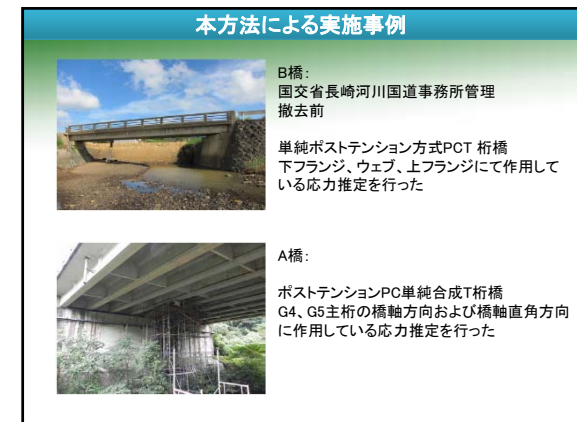 本方法による実施事例
B橋:
国交省長崎河川国道事務所管理
撤去前
単純ポストテンション方式PCT 桁橋
下フランジ、ウェブ、上フランジにて作用して
いる応力推定を行った
A橋:
ポストテンションPC単純合成T桁橋
G4、G5主桁の橋軸方向および橋軸直角方向
に作用している応力推定を行った